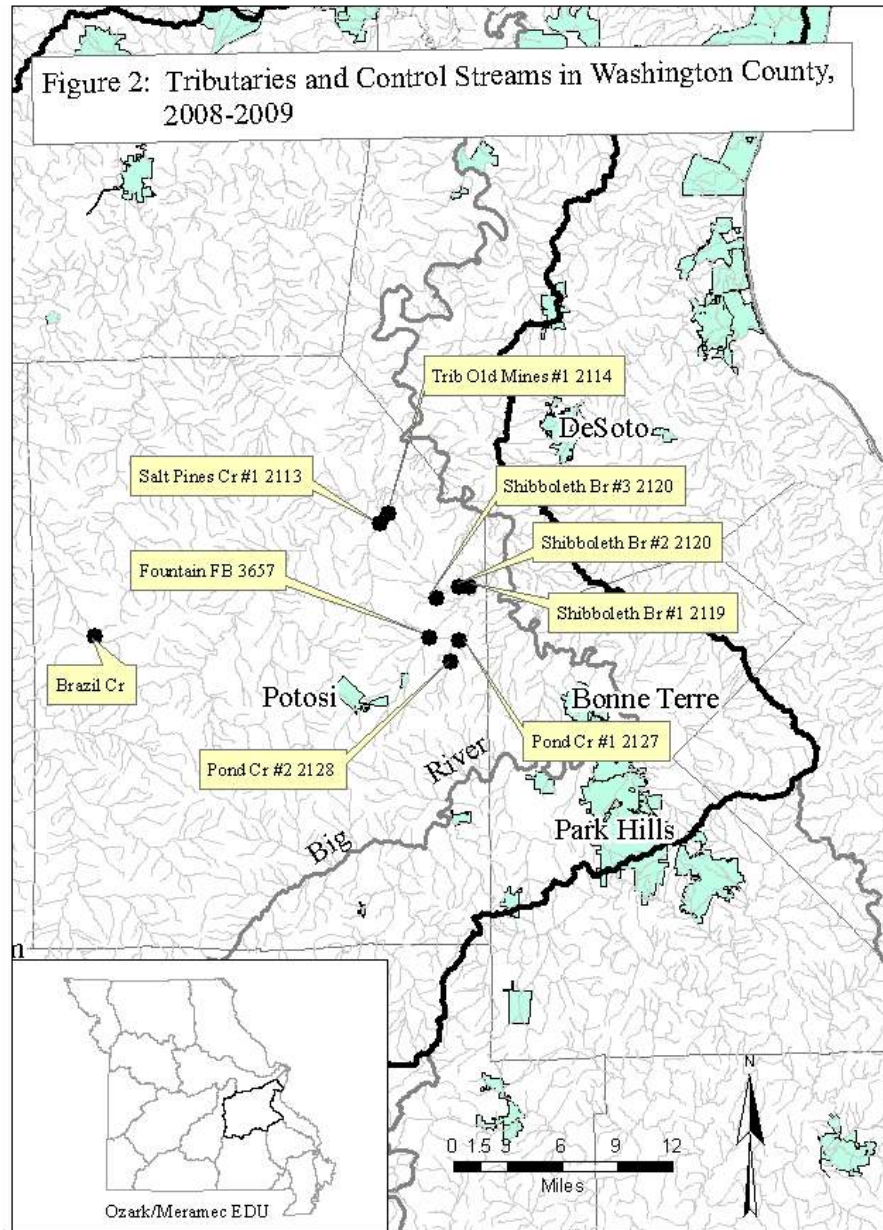 Figure 2: Tributaries and Control Streams in Washington County,
2008-2009
Trib Old Mines #1 2114
DeSoto
Salt Pines Cr #1 2113
Shibboleth Br #3 2120
Shibboleth Br #2 2120
Fountain FB 3657
Shibboleth Br #1 2119
Brazil Cr
Potosi
Bonne Terre
Pond Cr #1 2127
Pond Cr #2 2128
River
Big
Park Hills
n
N
0 1.5 3 6 9 12
Miles
Ozark/Meramec EDU